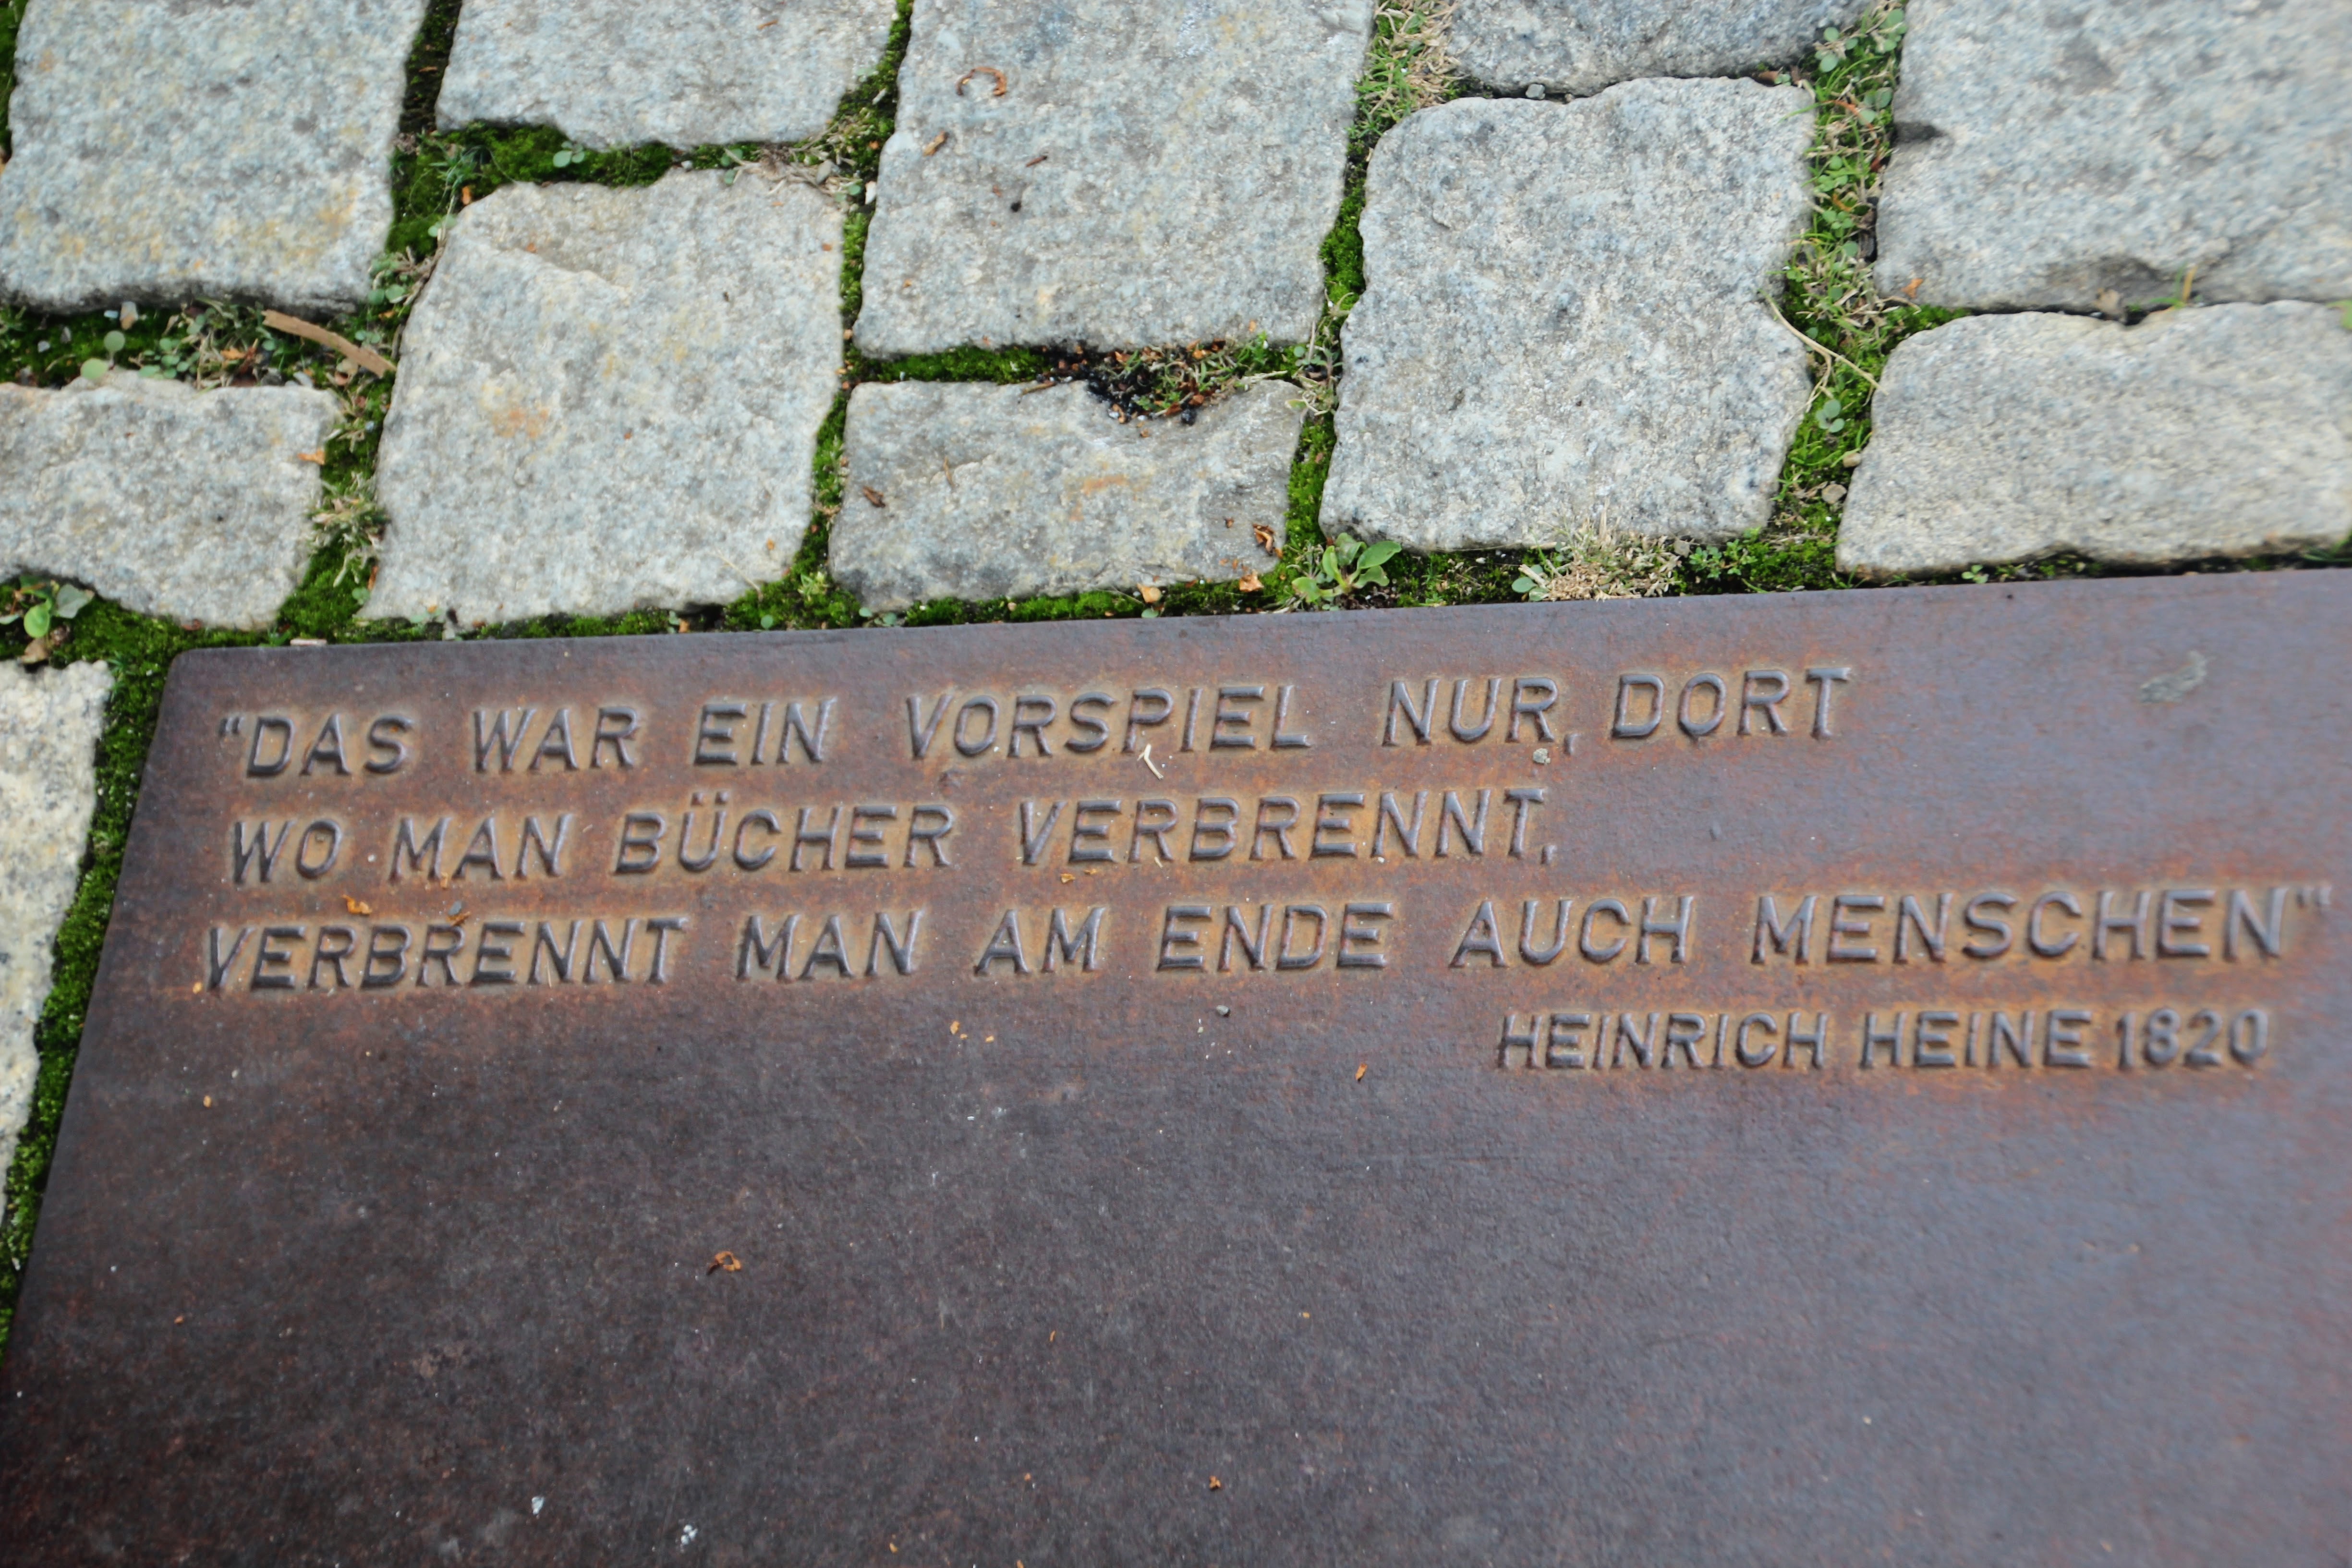 "DAS WAR EIN VORSPIEL NUR, DORT
WO MAN BÜCHER VERBRENNT,
VERBRENNT MAN AM ENDE AUCH MENSCHEN"
HEINRICH HEINE 1820